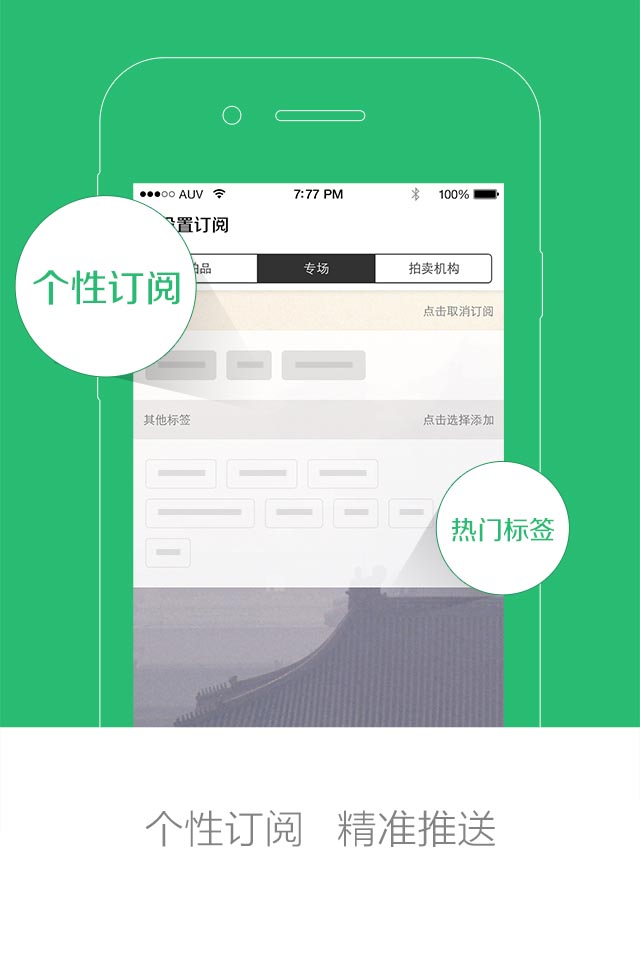 AUV 7:77 PM 100%
置订阅
品 专场 拍卖机构
个性订阅
点击取消订阅
其他标签 点击选择添加
热门标签
个性订阅 精准推送